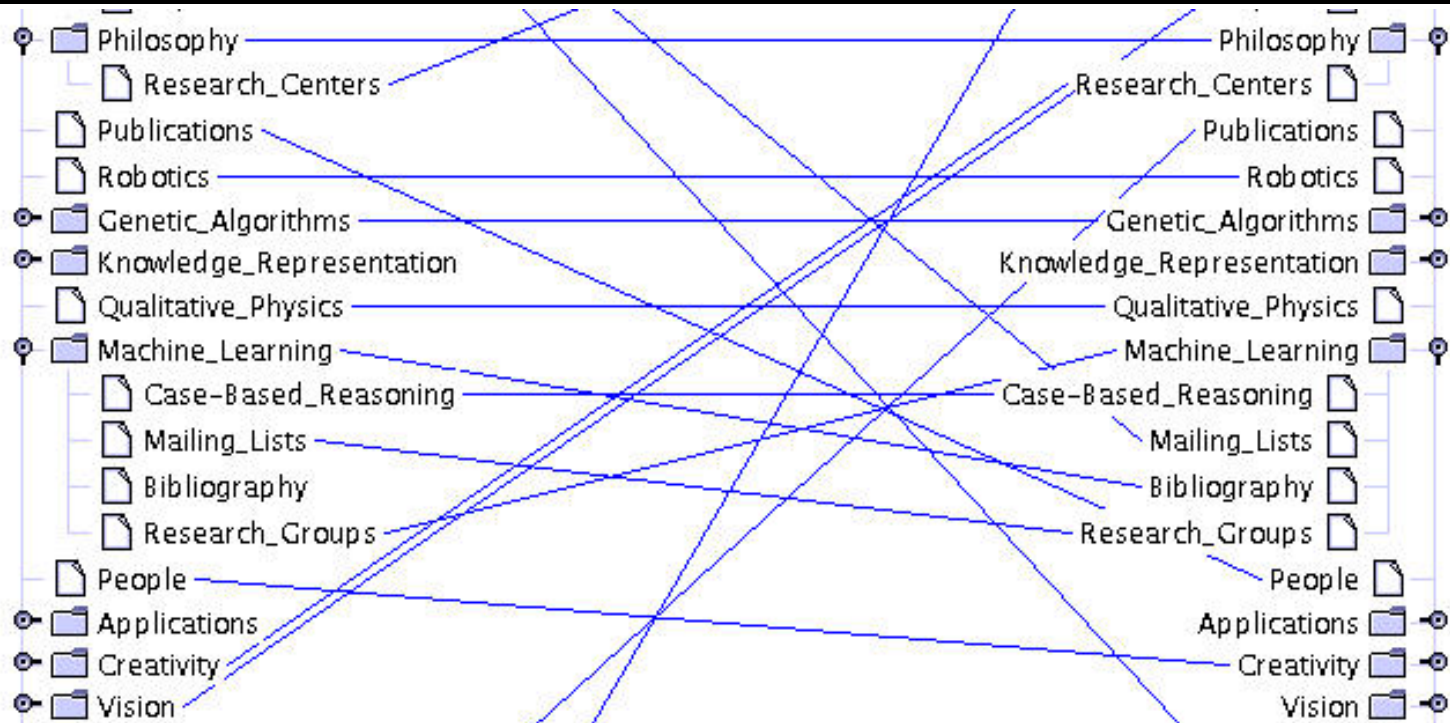 Philosophy Philosophy
Research_Centers Research_Centers
Publications Publications
Robotics Robotics
Genetic_Algorithms Genetic_Algorithms
Knowledge_Representation Knowledge_Representation
Qualitative_Physics Qualitative_Physics
Machine_Learning Machine_Learning
Case-Based_Reasoning Case-Based_Reasoning
Mailing_Lists Mailing_Lists
Bibliography Bibliography
Research_Groups Research_Groups
People People
Applications Applications
Creativity Creativity
Vision Vision